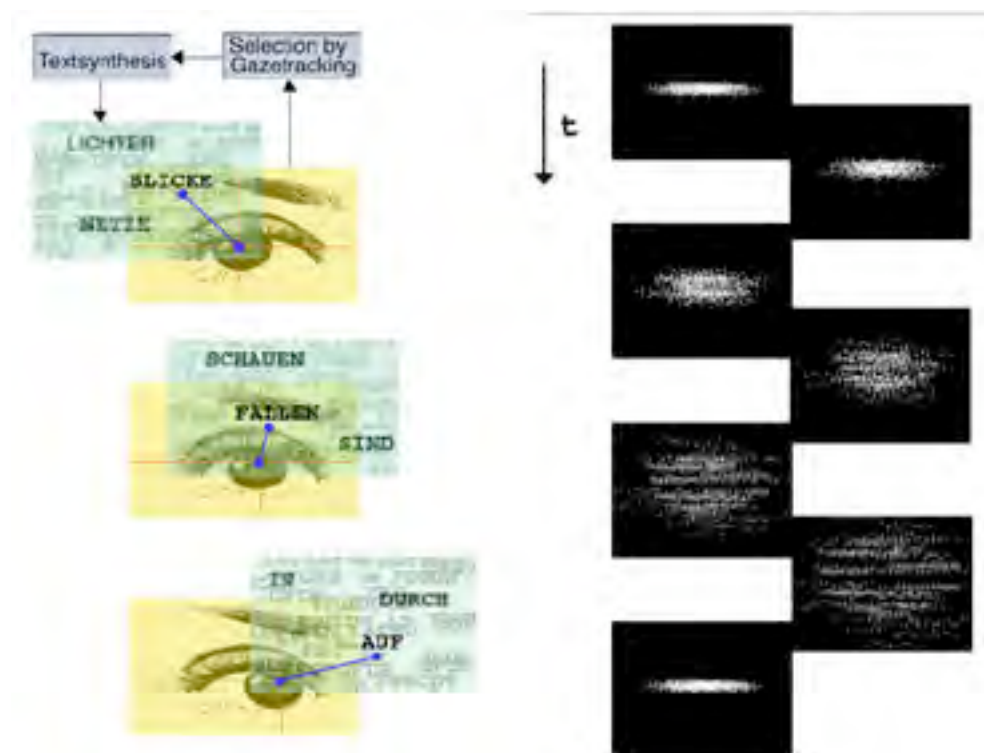 Textsynthesis
Selection by
Gazetracking
t
LICHTER
BLICKE
NETZE
SCHAUEN
FALLEN
SIND
IN
DURCH
AUF